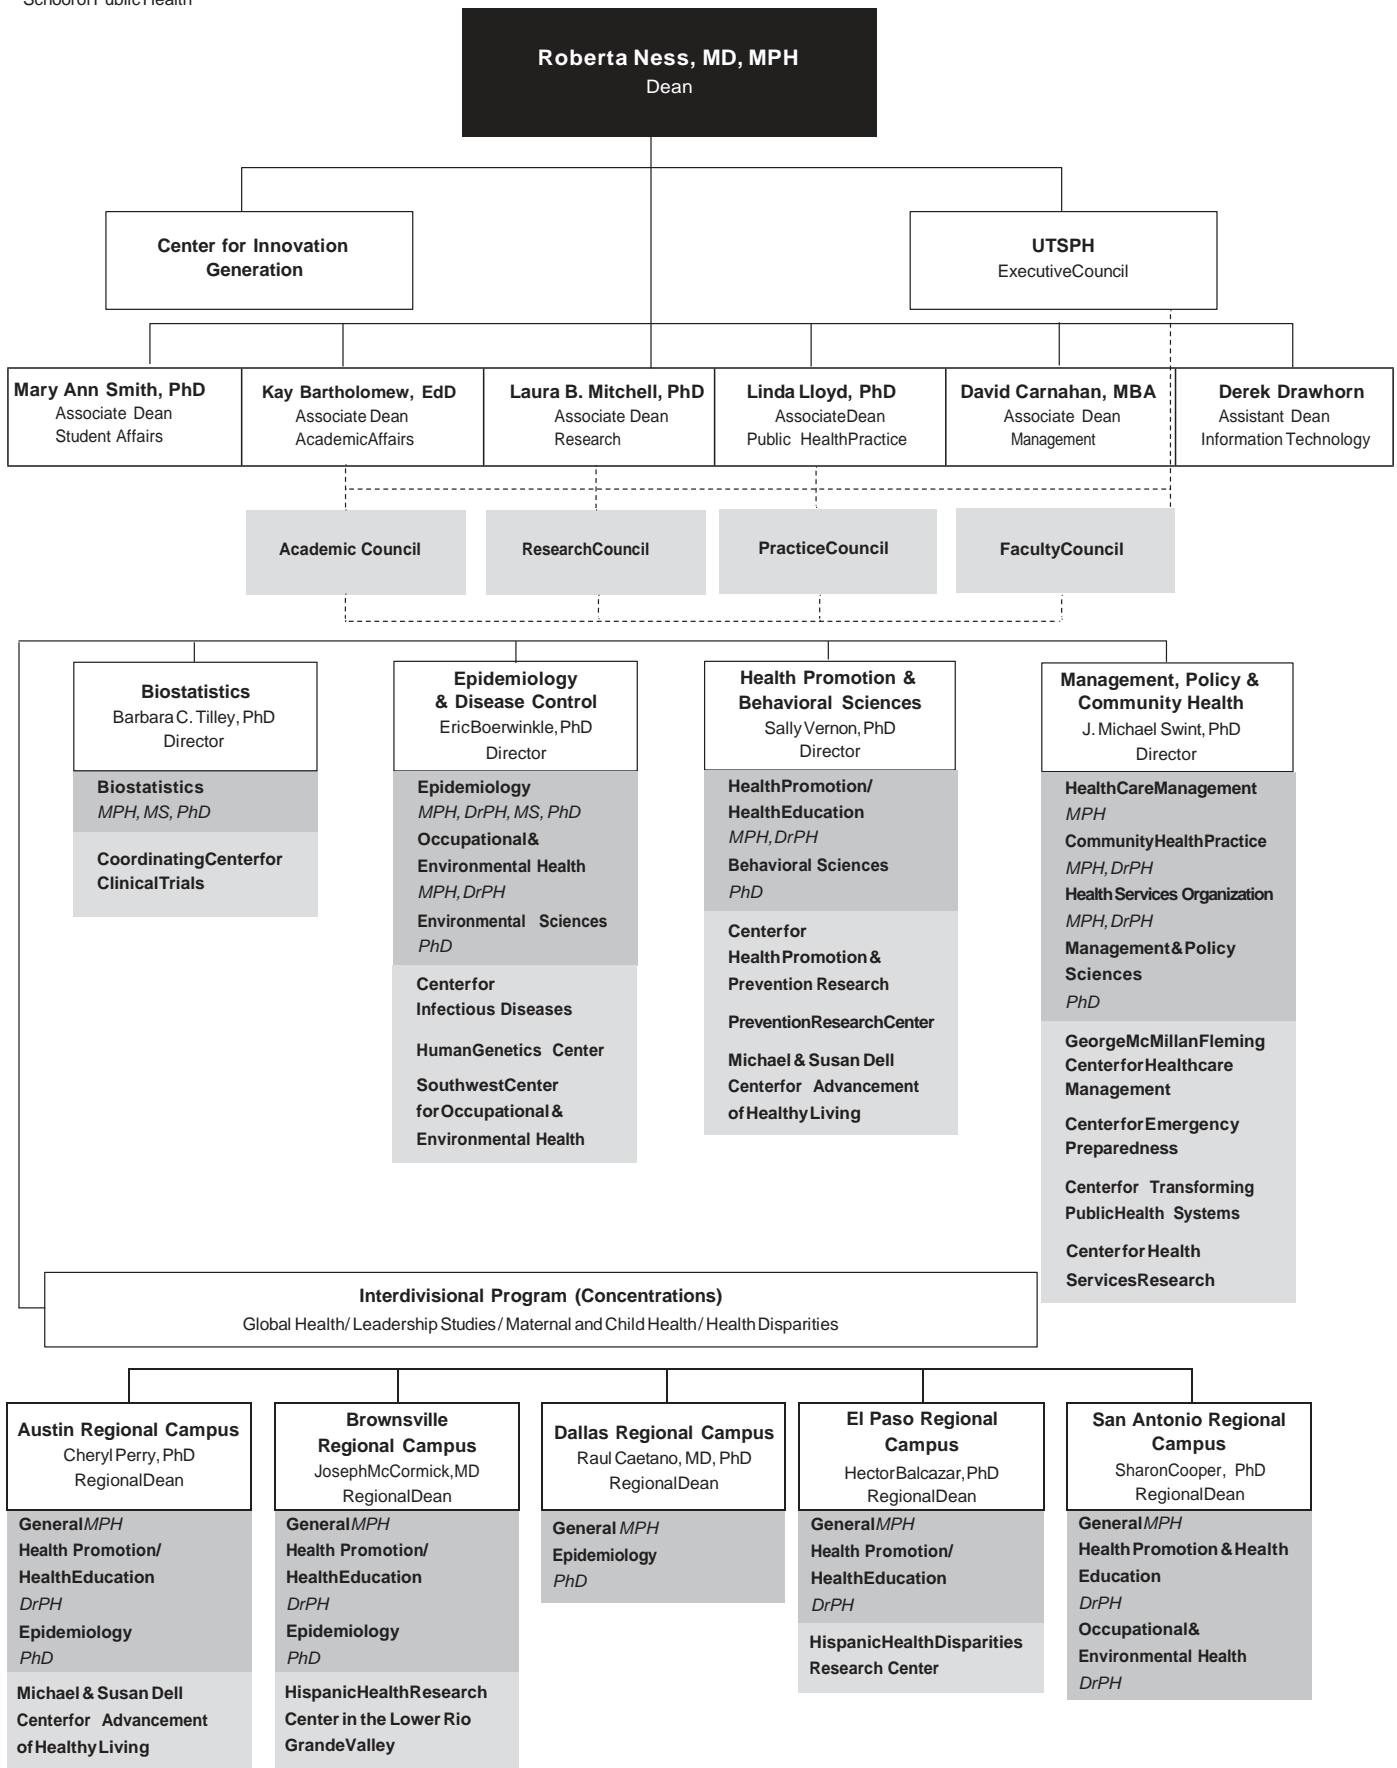 School of Public Health
Roberta Ness, MD, MPH
Dean
Center for Innovation
Generation
UTSPH
ExecutiveCouncil
Mary Ann Smith, PhD
Associate Dean
Student Affairs
Kay Bartholomew, EdD
Associate Dean
AcademicAffairs
Laura B. Mitchell, PhD
Associate Dean
Research
Linda Lloyd, PhD
AssociateDean
Public HealthPractice
David Carnahan, MBA
Associate Dean
Management
Derek Drawhorn
Assistant Dean
Information Technology
Academic Council
ResearchCouncil
PracticeCouncil
FacultyCouncil
Biostatistics
Barbara C. Tilley, PhD
Director
Biostatistics
MPH, MS, PhD
CoordinatingCenterfor
ClinicalTrials
Epidemiology
& Disease Control
EricBoerwinkle, PhD
Director
Epidemiology
MPH, DrPH, MS, PhD
Occupational&
Environmental Health
MPH, DrPH
Environmental Sciences
PhD
Centerfor
Infectious Diseases
HumanGenetics Center
SouthwestCenter
forOccupational&
Environmental Health
Health Promotion &
Behavioral Sciences
Sally Vernon, PhD
Director
HealthPromotion/
HealthEducation
MPH, DrPH
Behavioral Sciences
PhD
Centerfor
HealthPromotion&
Prevention Research
PreventionResearchCenter
Michael & Susan Dell
Centerfor Advancement
ofHealthyLiving
Management, Policy &
Community Health
J. Michael Swint, PhD
Director
HealthCareManagement
MPH
CommunityHealthPractice
MPH, DrPH
HealthServices Organization
MPH, DrPH
Management&Policy
Sciences
PhD
GeorgeMcMillanFleming
CenterforHealthcare
Management
CenterforEmergency
Preparedness
Centerfor Transforming
PublicHealth Systems
CenterforHealth
ServicesResearch
Interdivisional Program (Concentrations)
Global Health/ Leadership Studies / Maternal and Child Health / Health Disparities
Austin Regional Campus
Cheryl Perry, PhD
RegionalDean
GeneralMPH
Health Promotion/
HealthEducation
DrPH
Epidemiology
PhD
Michael & Susan Dell
Centerfor Advancement
ofHealthyLiving
Brownsville
Regional Campus
JosephMcCormick,MD
RegionalDean
GeneralMPH
Health Promotion/
HealthEducation
DrPH
Epidemiology
PhD
HispanicHealthResearch
Center in the Lower Rio
GrandeValley
Dallas Regional Campus
Raul Caetano, MD, PhD
RegionalDean
General MPH
Epidemiology
PhD
El Paso Regional
Campus
HectorBalcazar, PhD
RegionalDean
GeneralMPH
Health Promotion/
HealthEducation
DrPH
HispanicHealthDisparities
Research Center
San Antonio Regional
Campus
SharonCooper, PhD
RegionalDean
GeneralMPH
HealthPromotion & Health
Education
DrPH
Occupational&
Environmental Health
DrPH